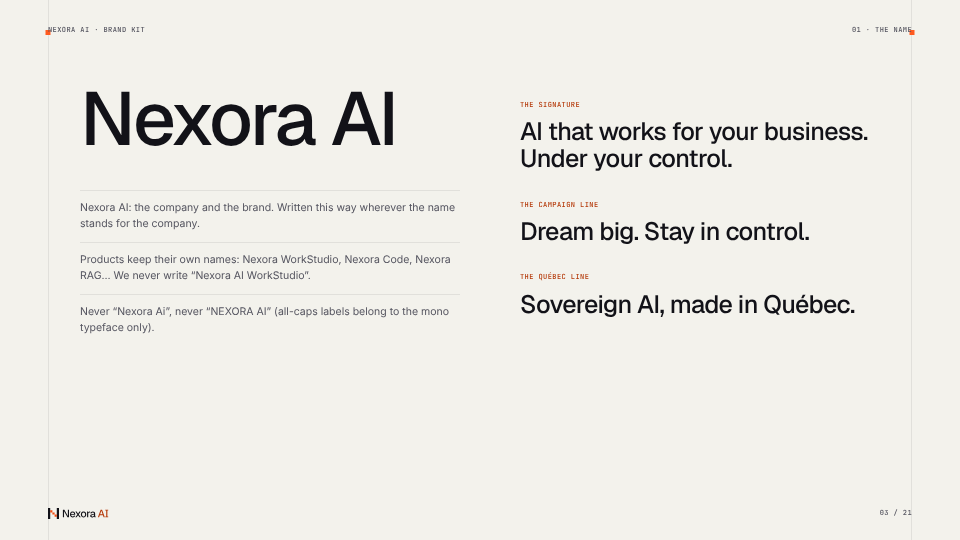 NEXORA AI · BRAND KIT
01 · THE NAME
Nexora AI
Nexora AI: the company and the brand. Written this way wherever the name
stands for the company.
Products keep their own names: Nexora WorkStudio, Nexora Code, Nexora
RAG… We never write “Nexora AI WorkStudio”.
Never “Nexora Ai”, never “NEXORA AI” (all-caps labels belong to the mono
typeface only).
THE SIGNATURE
AI that works for your business.
Under your control.
THE CAMPAIGN LINE
Dream big. Stay in control.
THE QUÉBEC LINE
Sovereign AI, made in Québec.
Nexora AI
03 / 21